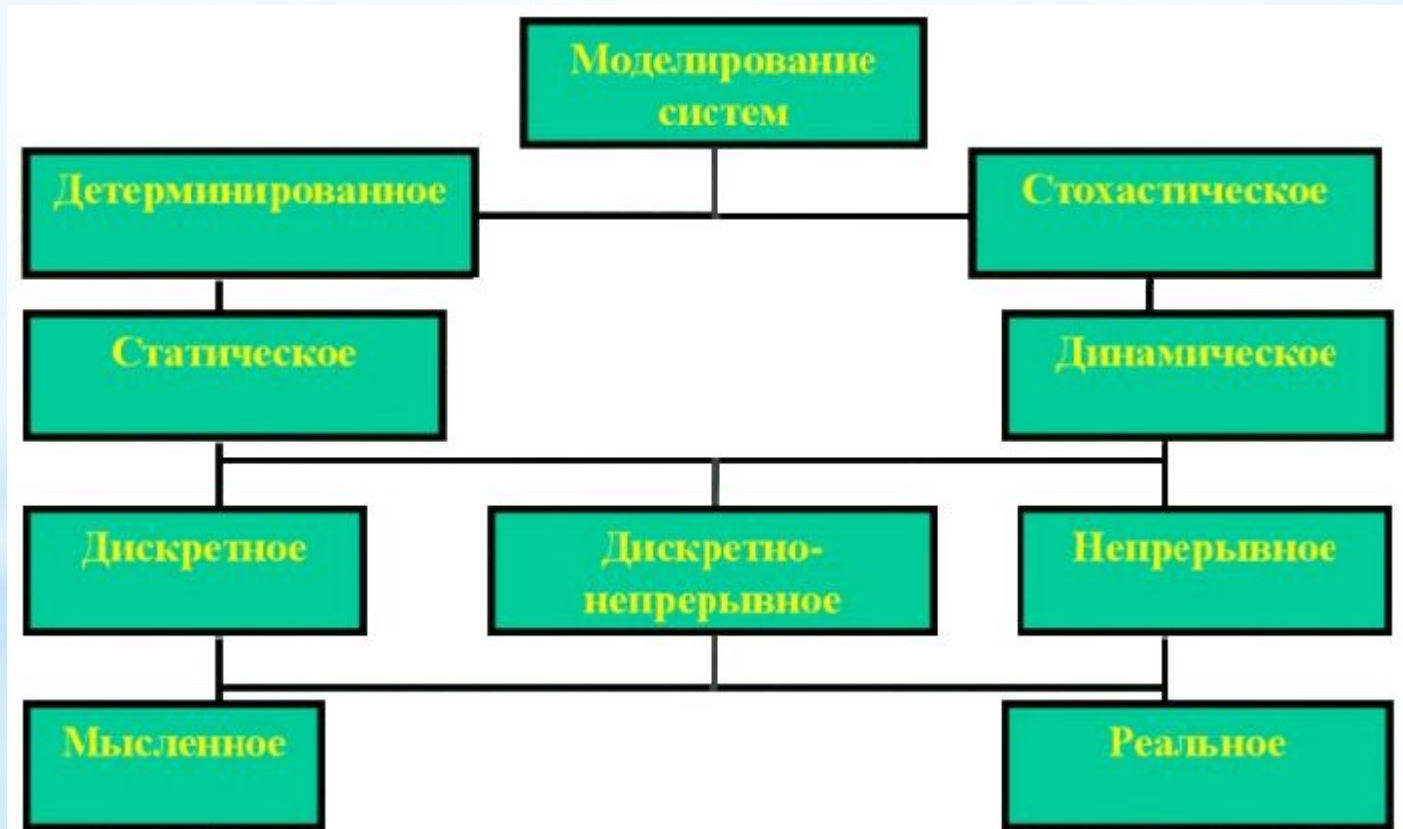 Моделирование
систем
Детерминированное
Стохастическое
Статическое
Динамическое
Дискретное
Дискретно-
непрерывное
Непрерывное
Мысленное
Реальное